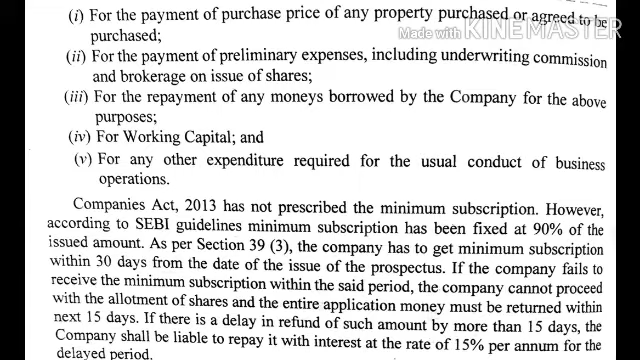 (i) For the payment of purchase price of any property purchased or agreed to be
Made with KINEMASTER
purchased;
(ii) For the payment of preliminary expenses, including underwriting commission
and brokerage on issue of shares;
(iii) For the repayment of any moneys borrowed by the Company for the above
purposes;
(iv) For Working Capital; and
(v) For any other expenditure required for the usual conduct of business
operations.
Companies Act, 2013 has not prescribed the minimum subscription. However,
according to SEBI guidelines minimum subscription has been fixed at 90% of the
issued amount. As per Section 39 (3), the company has to get minimum subscription
within 30 days from the date of the issue of the prospectus. If the company fails to
receive the minimum subscription within the said period, the company cannot proceed
with the allotment of shares and the entire application money must be returned within
next 15 days. If there is a delay in refund of such amount by more than 15 days, the
Company shall be liable to repay it with interest at the rate of 15% per annum for the
delayed period.